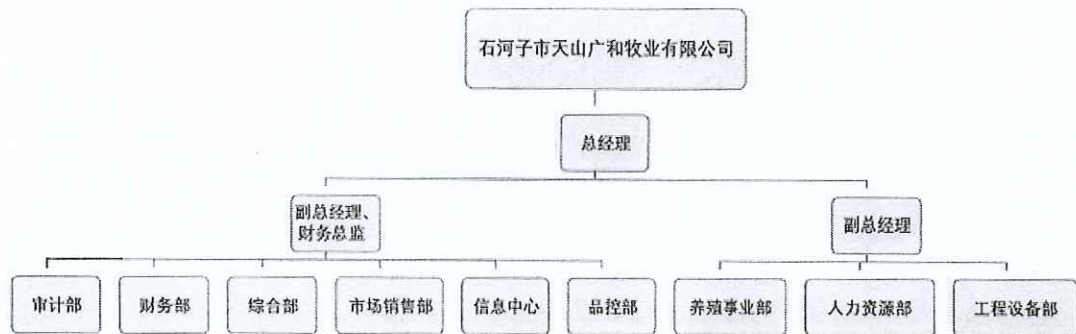 石河子市天山广和牧业有限公司
总经理
副总经理、
财务总监
副总经理
审计部
财务部
综合部
市场销售部
信息中心
品控部
养殖事业部
人力资源部
工程设备部